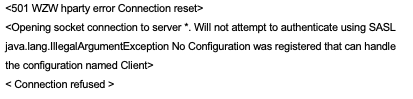 <501 WZW hparty error Connection reset>
<Opening socket connection to server *. Will not attempt to authenticate using SASL
java.lang.IllegalArgumentException No Configuration was registered that can handle
the configuration named Client>
< Connection refused >